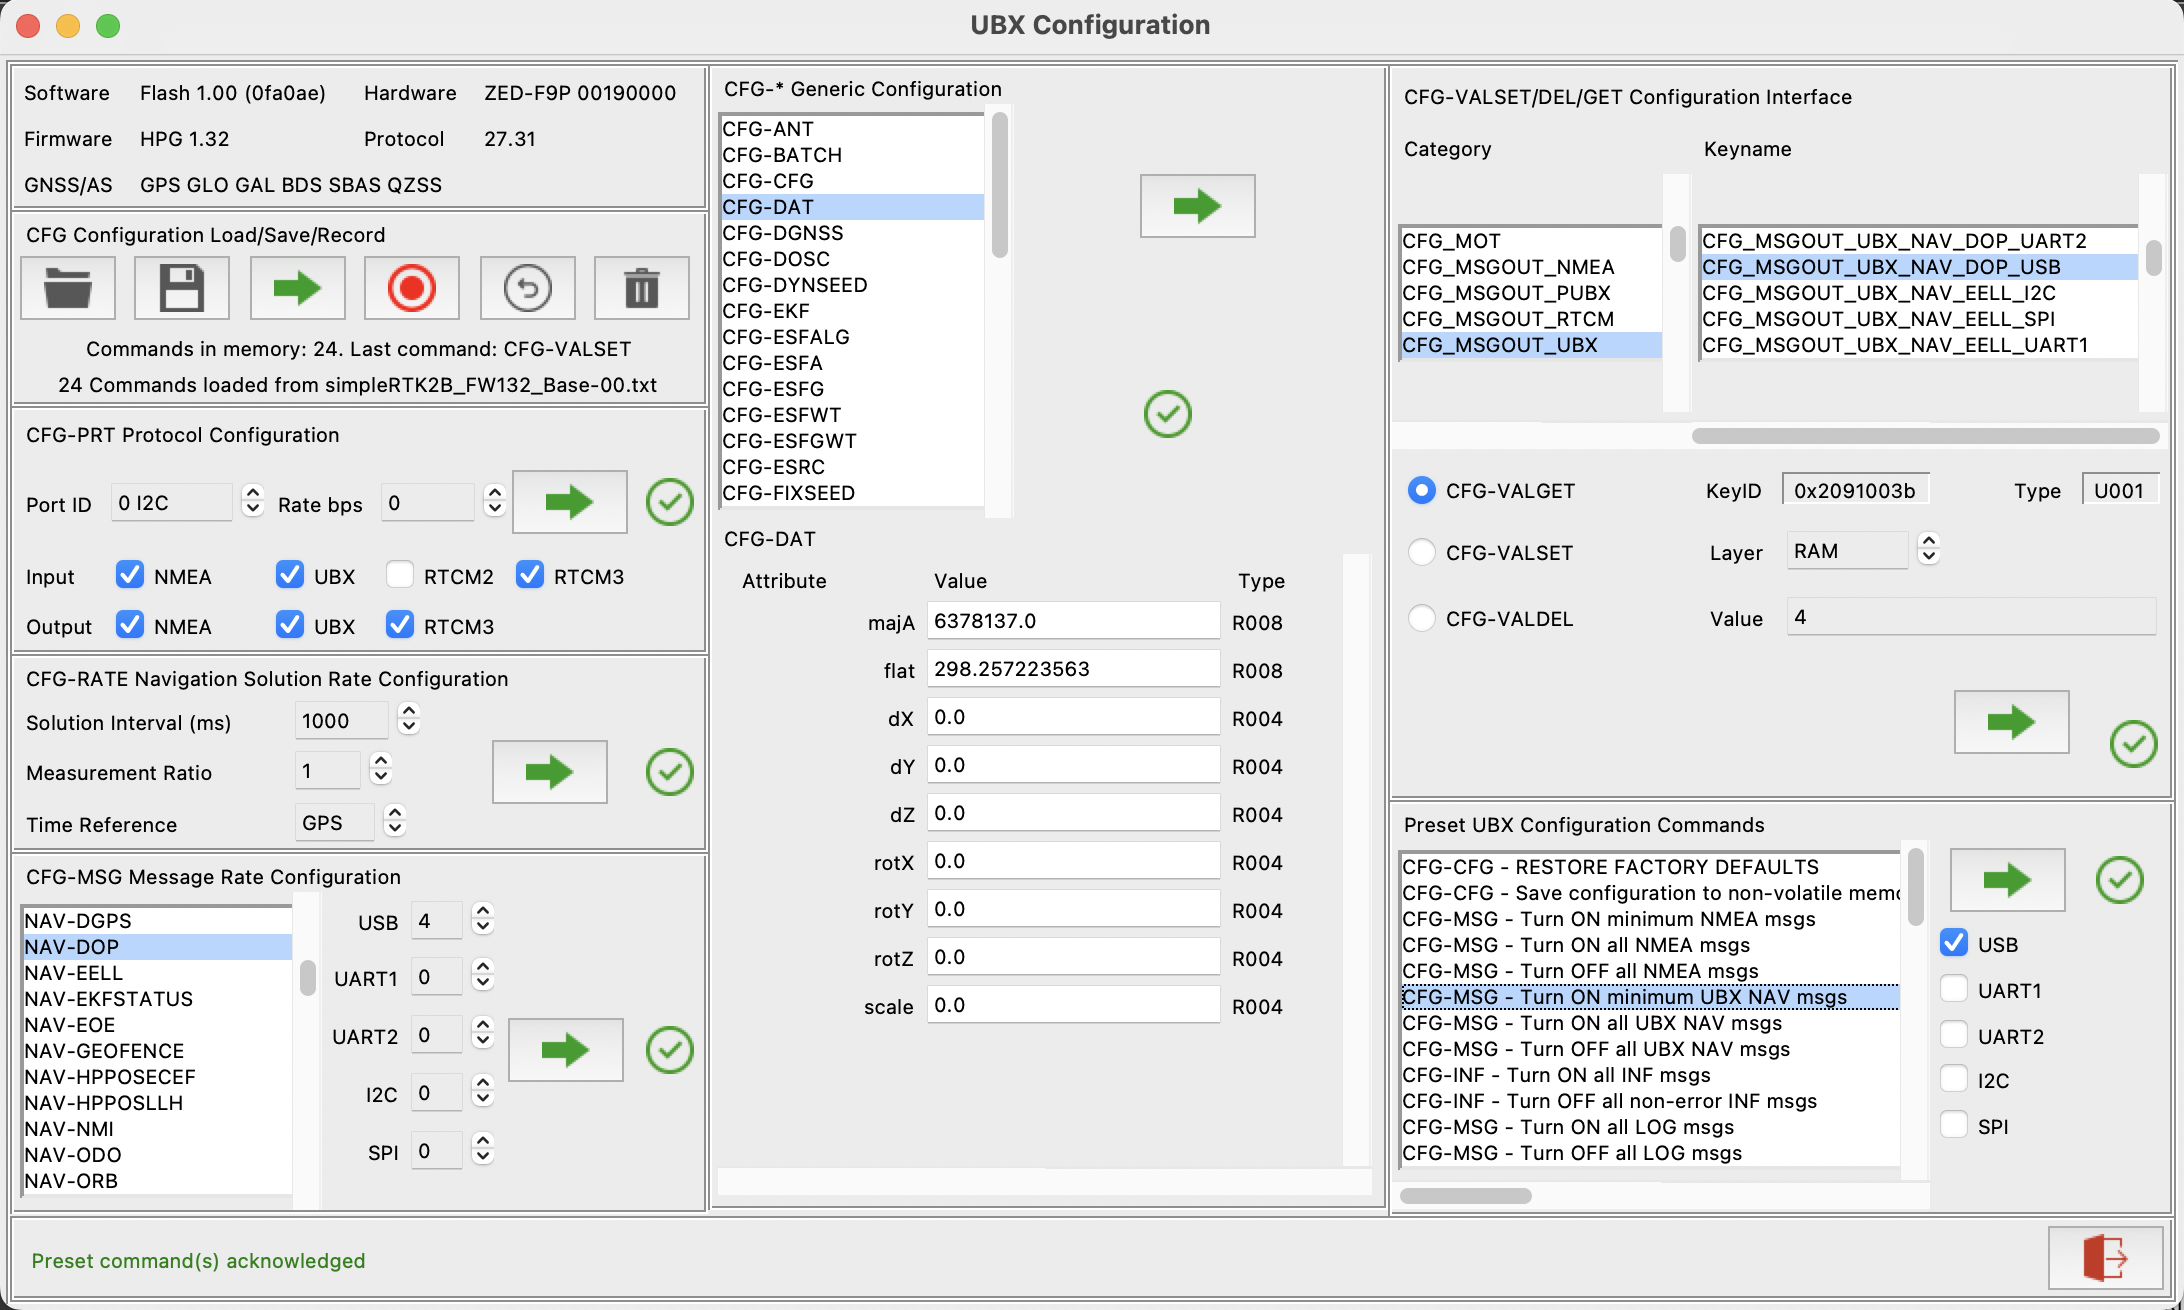 UBX Configuration
Software Flash 1.00 (0fa0ae) Hardware ZED-F9P 00190000
Firmware HPG 1.32 Protocol 27.31
GNSS/AS GPS GLO GAL BDS SBAS QZSS
CFG Configuration Load/Save/Record
Commands in memory: 24. Last command: CFG-VALSET
24 Commands loaded from simpleRTK2B_FW132_Base-00.txt
CFG-PRT Protocol Configuration
Port ID 0 I2C Rate bps 0
Input NMEA UBX RTCM2 RTCM3
Output NMEA UBX RTCM3
CFG-RATE Navigation Solution Rate Configuration
Solution Interval (ms) 1000
Measurement Ratio 1
Time Reference GPS
CFG-MSG Message Rate Configuration
NAV-DGPS
NAV-DOP
NAV-EELL
NAV-EKFSTATUS
NAV-EOE
NAV-GEOFENCE
NAV-HPPOSECEF
NAV-HPPOSLLH
NAV-NMI
NAV-ODO
NAV-ORB
USB 4
UART1 0
UART2 0
I2C 0
SPI 0
CFG-* Generic Configuration
CFG-ANT
CFG-BATCH
CFG-CFG
CFG-DAT
CFG-DGNSS
CFG-DOSC
CFG-DYNSEED
CFG-EKF
CFG-ESFALG
CFG-ESFA
CFG-ESFG
CFG-ESFWT
CFG-ESFGWT
CFG-ESRC
CFG-FIXSEED
CFG-DAT
Attribute Value Type
majA 6378137.0 R008
flat 298.257223563 R008
dX 0.0 R004
dY 0.0 R004
dZ 0.0 R004
rotX 0.0 R004
rotY 0.0 R004
rotZ 0.0 R004
scale 0.0 R004
CFG-VALSET/DEL/GET Configuration Interface
Category Keyname
CFG_MOT
CFG_MSGOUT_NMEA
CFG_MSGOUT_PUBX
CFG_MSGOUT_RTCM
CFG_MSGOUT_UBX
CFG_MSGOUT_UBX_NAV_DOP_UART2
CFG_MSGOUT_UBX_NAV_DOP_USB
CFG_MSGOUT_UBX_NAV_EELL_I2C
CFG_MSGOUT_UBX_NAV_EELL_SPI
CFG_MSGOUT_UBX_NAV_EELL_UART1
CFG-VALGET KeyID 0x2091003b Type U001
CFG-VALSET Layer RAM
CFG-VALDEL Value 4
Preset UBX Configuration Commands
CFG-CFG - RESTORE FACTORY DEFAULTS
CFG-CFG - Save configuration to non-volatile memo
CFG-MSG - Turn ON minimum NMEA msgs
CFG-MSG - Turn ON all NMEA msgs
CFG-MSG - Turn OFF all NMEA msgs
CFG-MSG - Turn ON minimum UBX NAV msgs
CFG-MSG - Turn ON all UBX NAV msgs
CFG-MSG - Turn OFF all UBX NAV msgs
CFG-INF - Turn ON all INF msgs
CFG-INF - Turn OFF all non-error INF msgs
CFG-MSG - Turn ON all LOG msgs
CFG-MSG - Turn OFF all LOG msgs
USB
UART1
UART2
I2C
SPI
Preset command(s) acknowledged